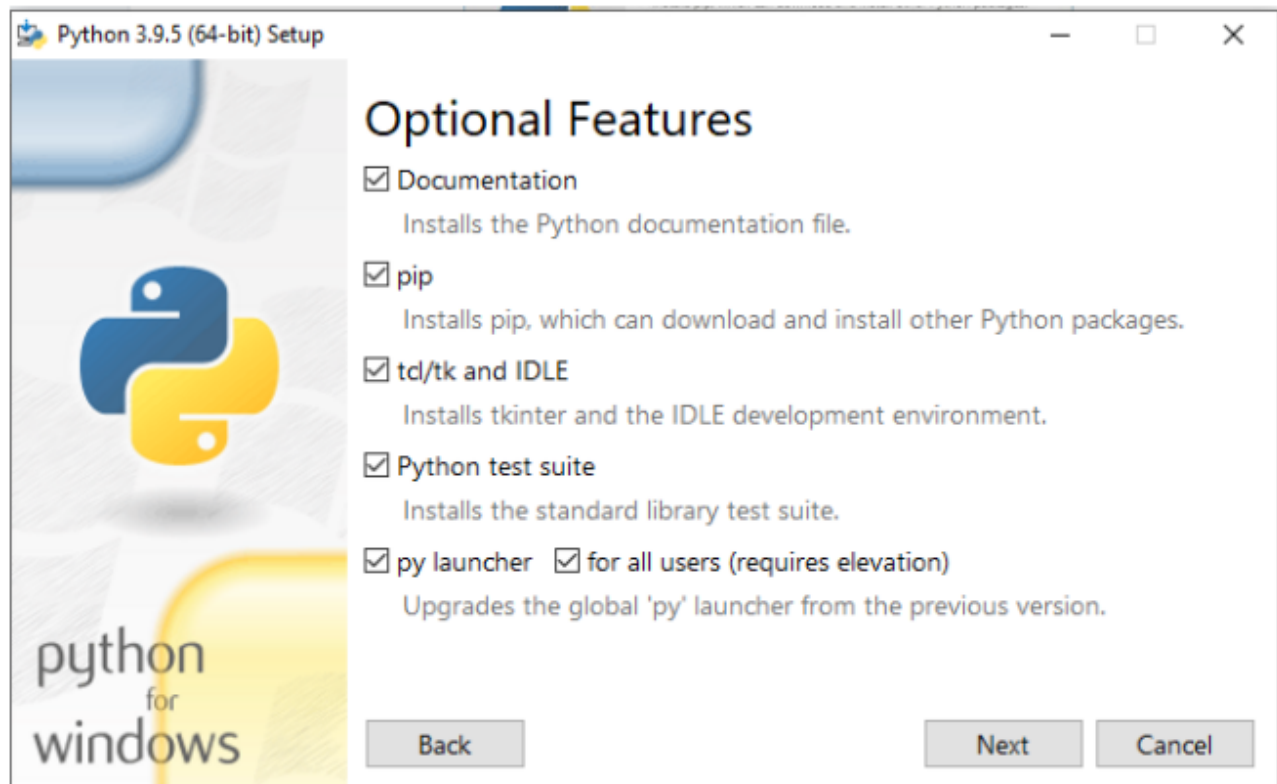 Python 3.9.5 (64-bit) Setup
Optional Features
Documentation
Installs the Python documentation file.
pip
Installs pip, which can download and install other Python packages.
tcl/tk and IDLE
Installs tkinter and the IDLE development environment.
Python test suite
Installs the standard library test suite.
py launcher for all users (requires elevation)
Upgrades the global 'py' launcher from the previous version.
python
for
windows
Back Next Cancel